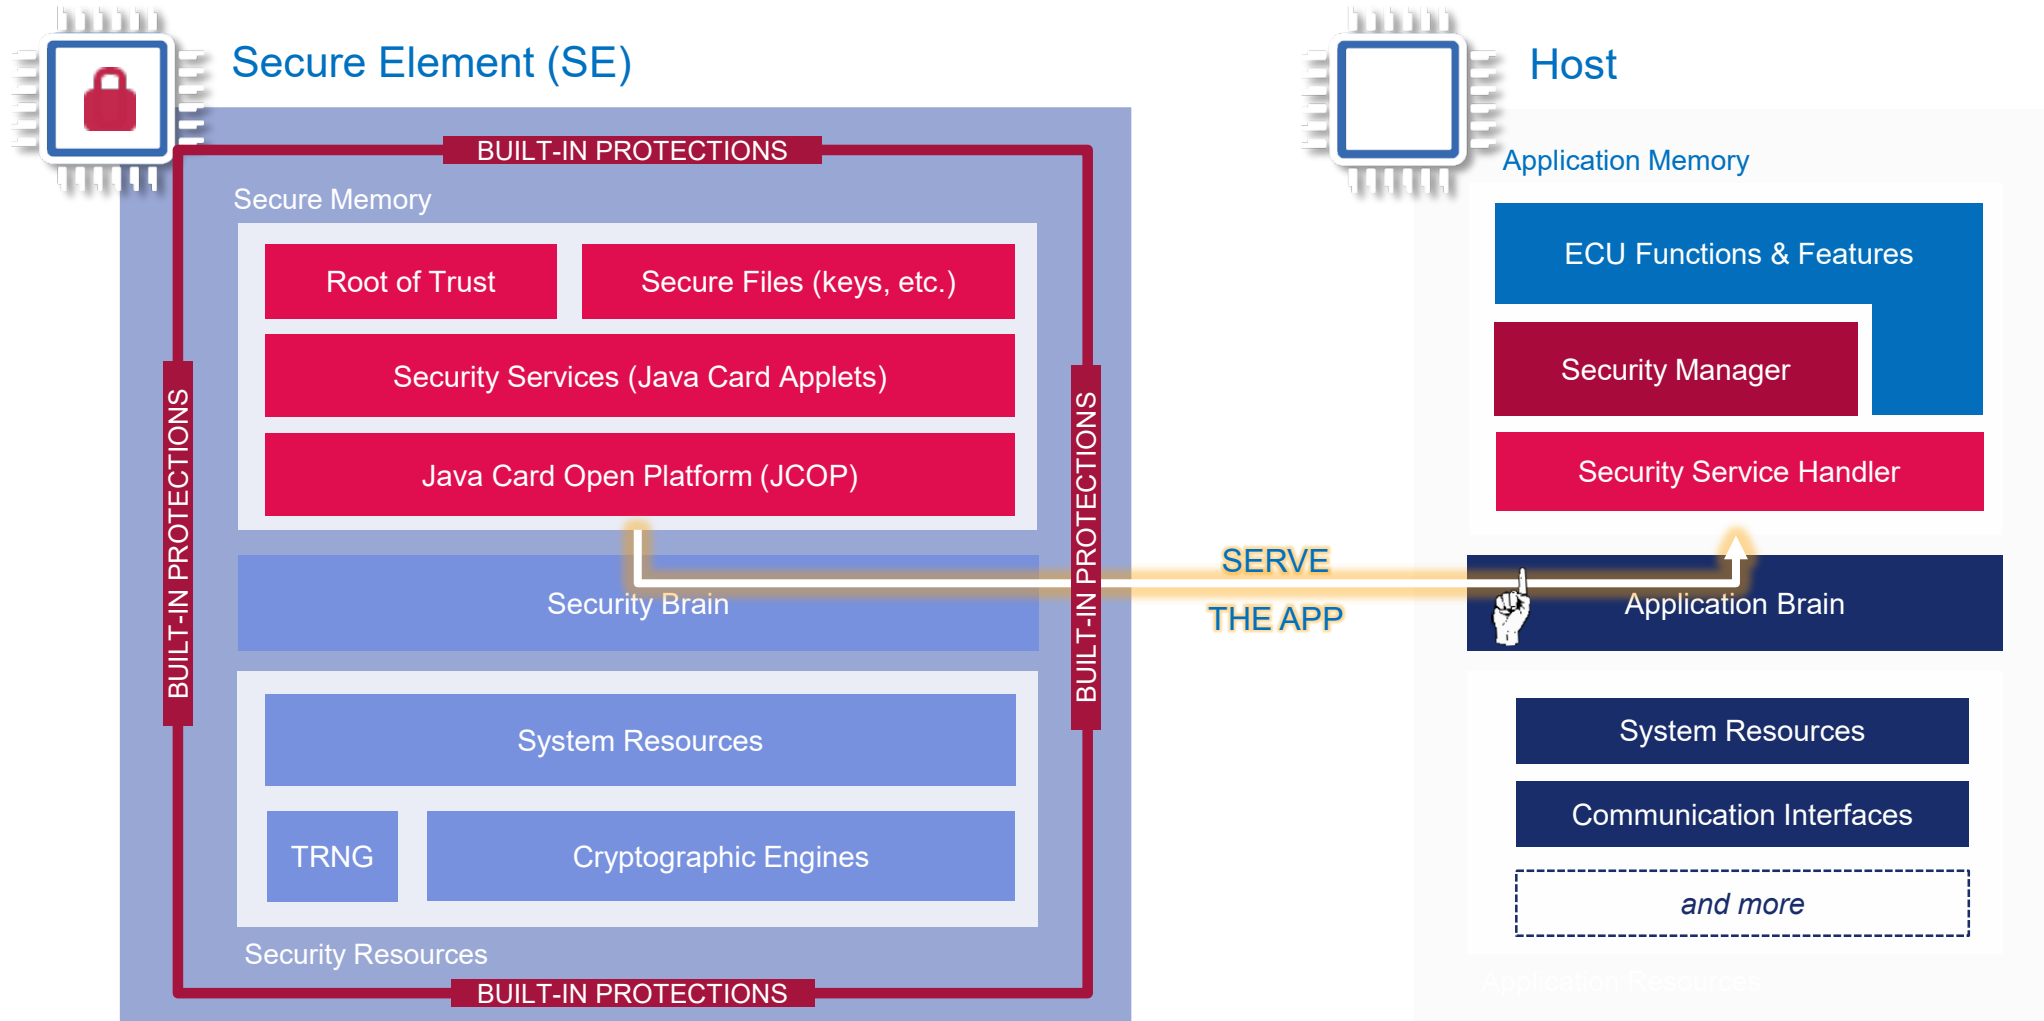 Secure Element (SE)
BUILT-IN PROTECTIONS
Secure Memory
Root of Trust
Secure Files (keys, etc.)
Security Services (Java Card Applets)
Java Card Open Platform (JCOP)
BUILT-IN PROTECTIONS
BUILT-IN PROTECTIONS
Security Brain
System Resources
TRNG
Cryptographic Engines
Security Resources
BUILT-IN PROTECTIONS
SERVE
THE APP
Host
Application Memory
ECU Functions & Features
Security Manager
Security Service Handler
Application Brain
System Resources
Communication Interfaces
and more
Application Resources